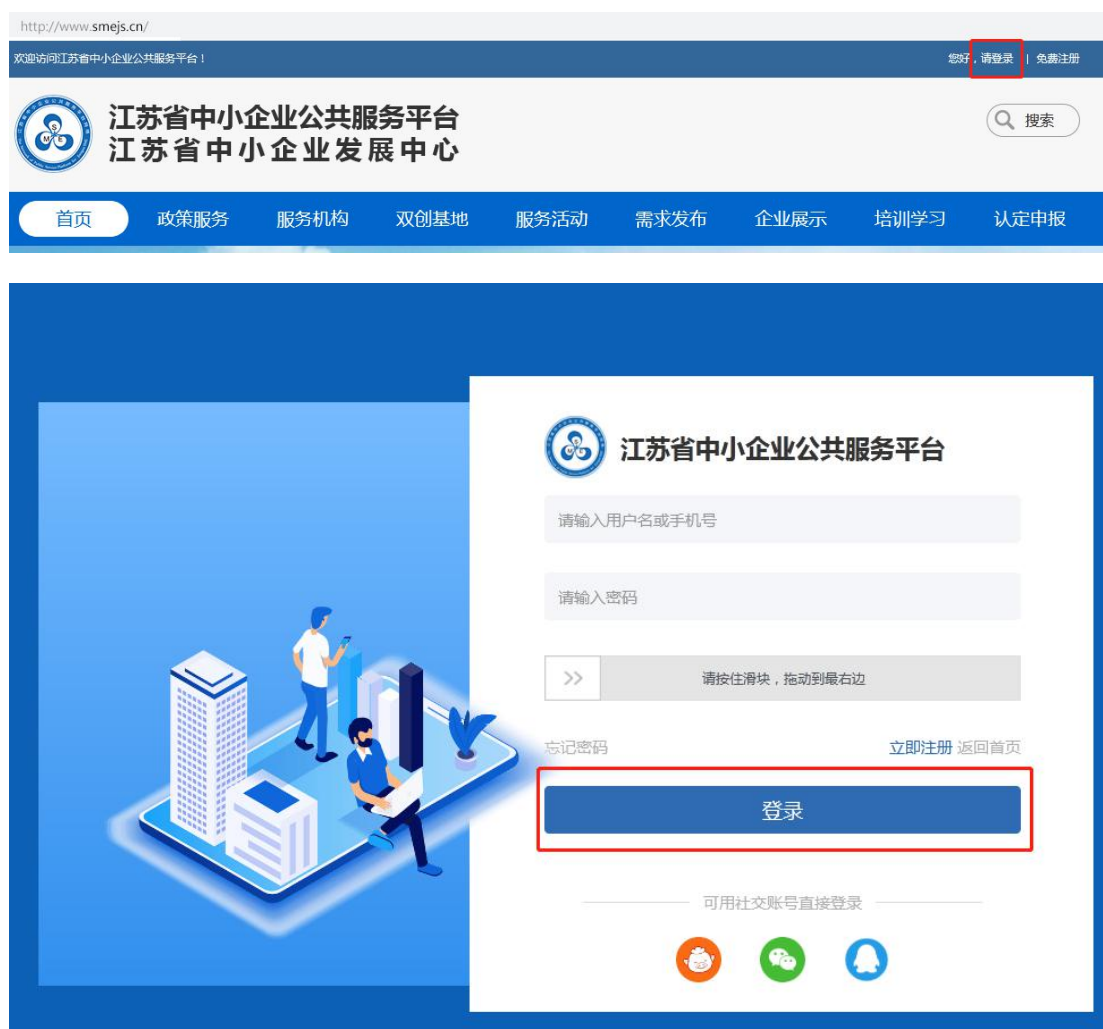 http://www.smejs.cn/
欢迎访问江苏省中小企业公共服务平台！
您好，请登录 | 免费注册
江苏省中小企业公共服务平台
江苏省中小企业发展中心
搜索
首页 政策服务 服务机构 双创基地 服务活动 需求发布 企业展示 培训学习 认定申报
江苏省中小企业公共服务平台
请输入用户名或手机号
请输入密码
>> 请按住滑块，拖动到最右边
忘记密码 立即注册 返回首页
登录
可用社交账号直接登录